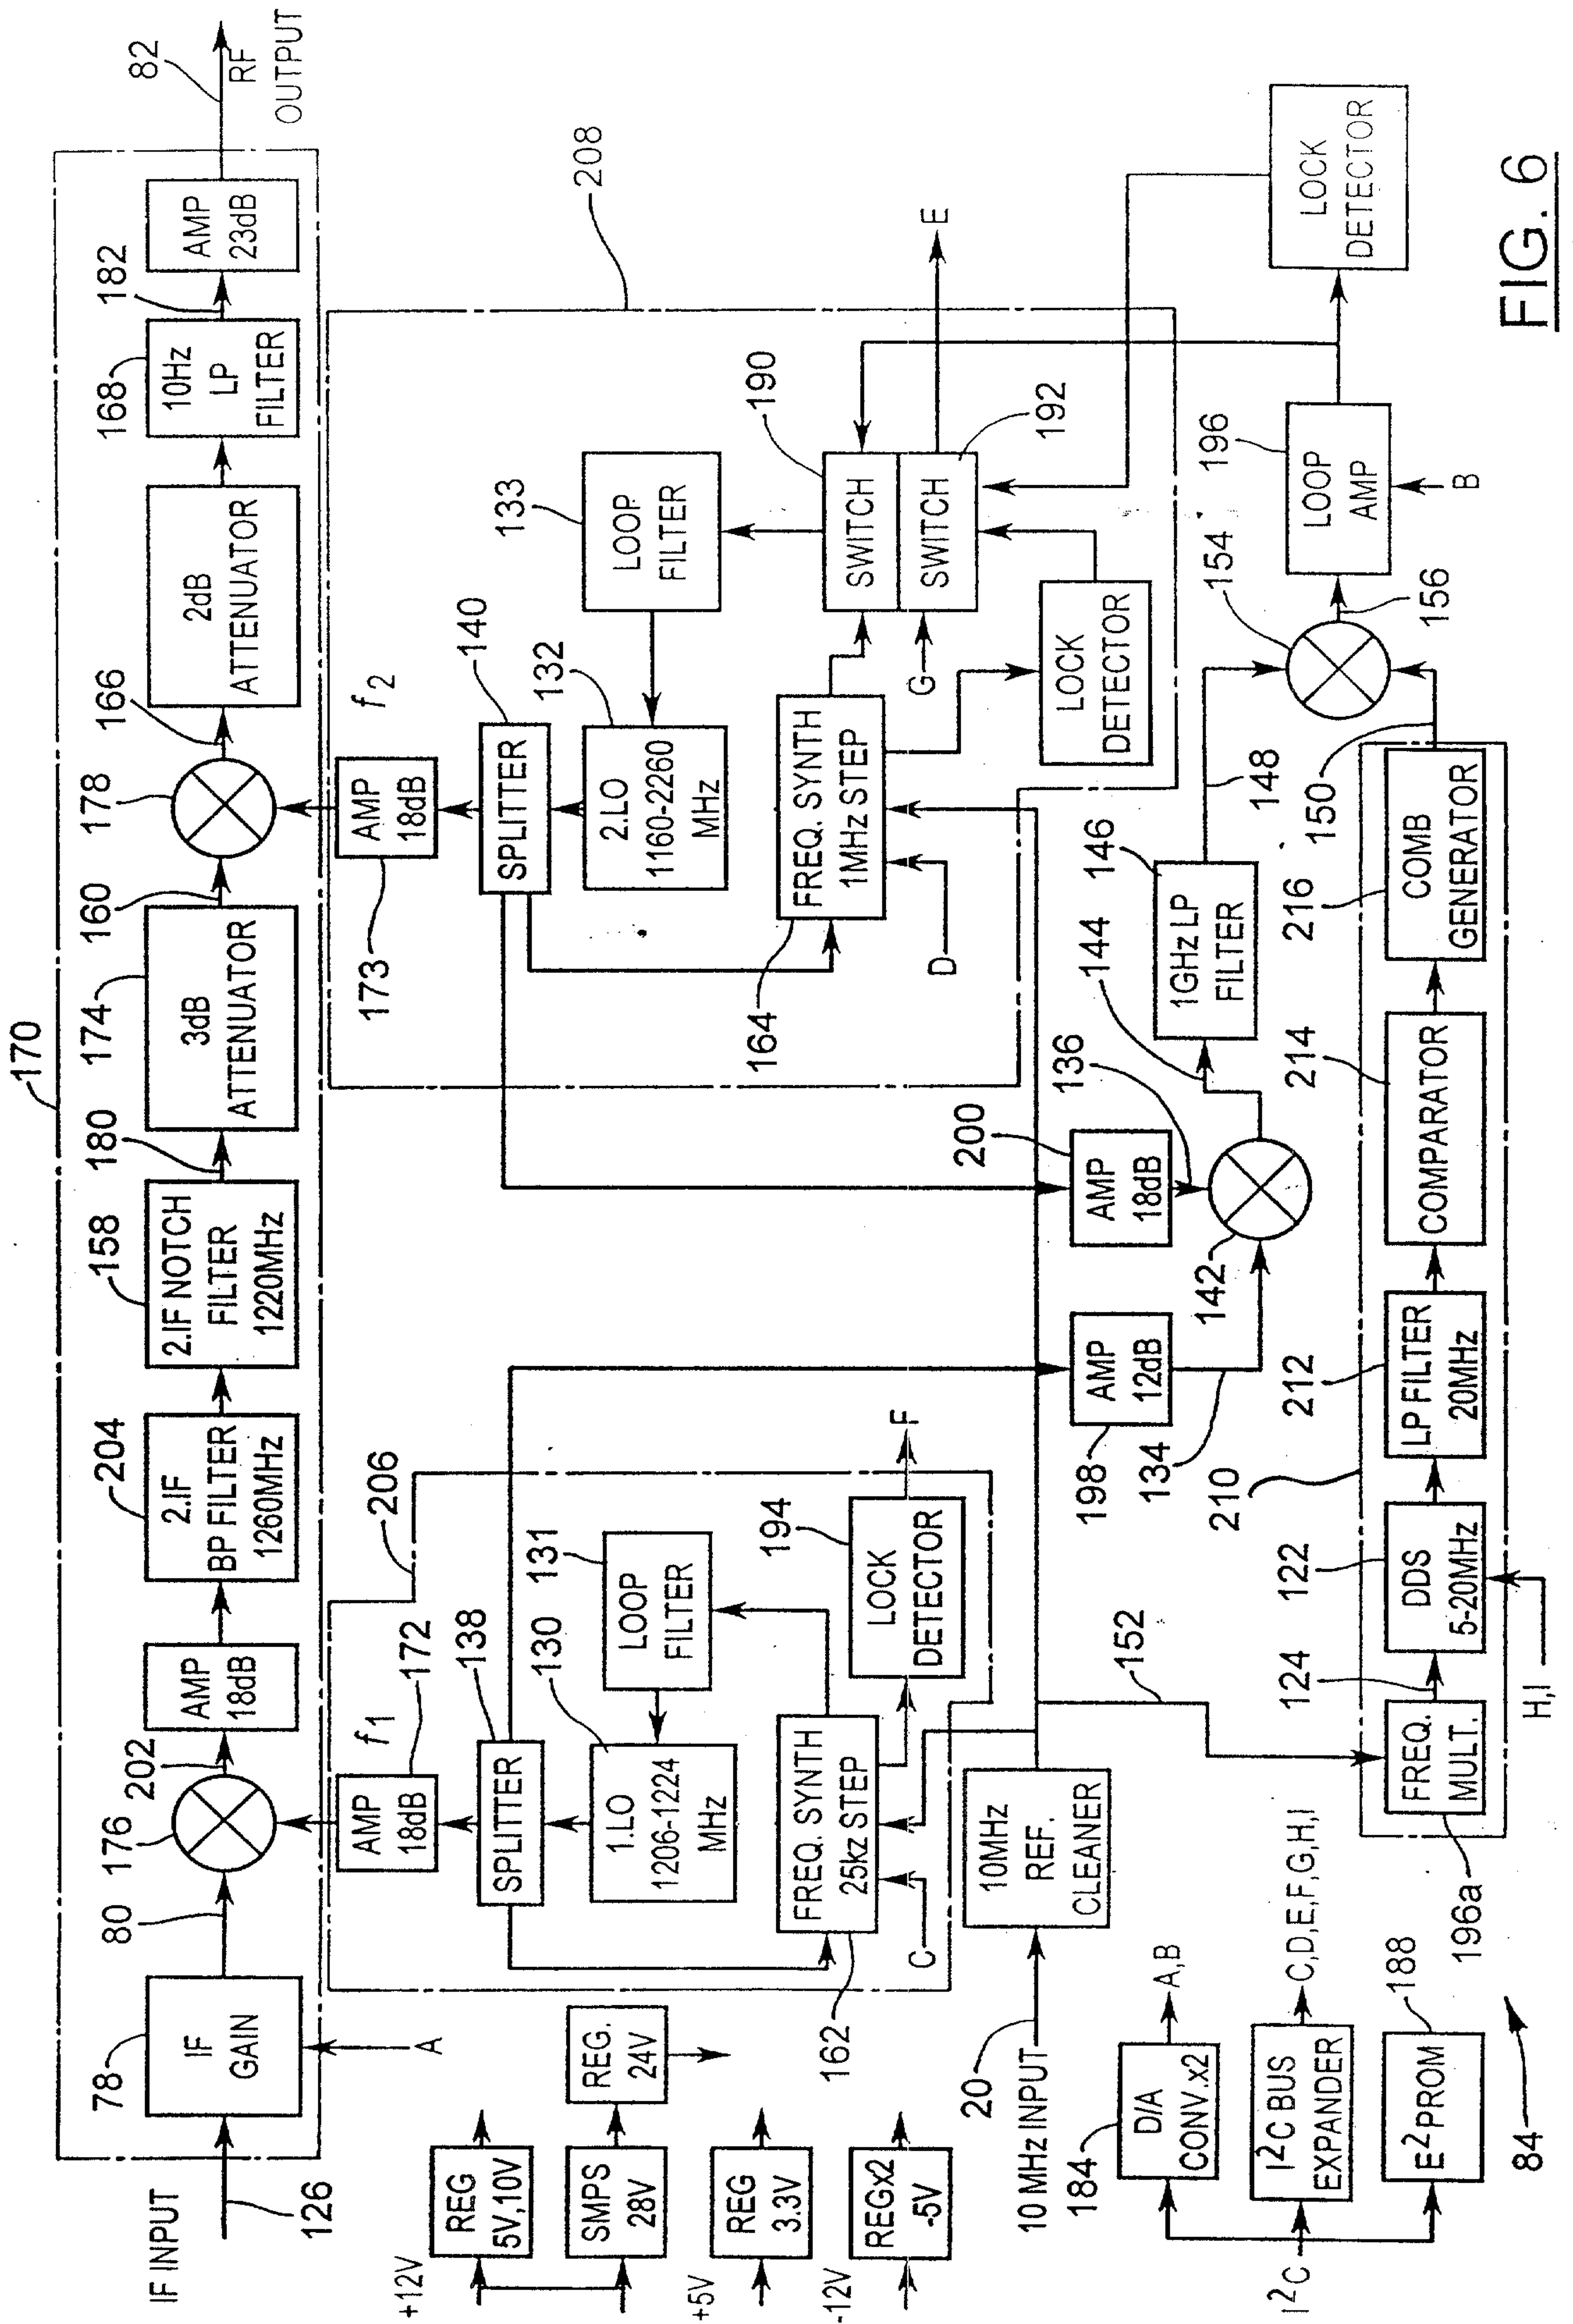 170
IF INPUT
126
78
IF
GAIN
A
80
176
202
AMP
18dB
204
2.IF
BP FILTER
1260MHz
158
2.IF NOTCH
FILTER
1220MHz
180
174
3dB
ATTENUATOR
160
178
166
2dB
ATTENUATOR
168
10Hz
LP
FILTER
182
AMP
23dB
82
RF
OUTPUT
+12V
REG
5V,10V
SMPS
28V
REG.
24V
+5V
REG
3.3V
-12V
REGx2
-5V
206
f1
AMP
18dB
172
138
SPLITTER
130
1.LO
1206-1224
MHz
131
LOOP
FILTER
FREQ. SYNTH
25kz STEP
162
C
194
LOCK
DETECTOR
F
208
f2
AMP
18dB
173
140
SPLITTER
132
2.LO
1160-2260
MHz
133
LOOP
FILTER
FREQ. SYNTH
1MHz STEP
164
D
190
SWITCH
SWITCH
192
G
E
LOCK
DETECTOR
20
10 MHz INPUT
10MHz
REF.
CLEANER
198
AMP
12dB
134
200
AMP
18dB
136
142
144
1GHz LP
FILTER
146
148
154
156
LOOP
AMP
196
B
LOCK
DETECTOR
152
210
FREQ.
MULT.
196a
124
DDS
5-20MHz
122
H,I
LP FILTER
20MHz
212
COMPARATOR
214
COMB
GENERATOR
216
150
I2C
184
D/A
CONV.x2
A,B
I2C BUS
EXPANDER
C,D,E,F,G,H,I
E2PROM
188
84
FIG. 6